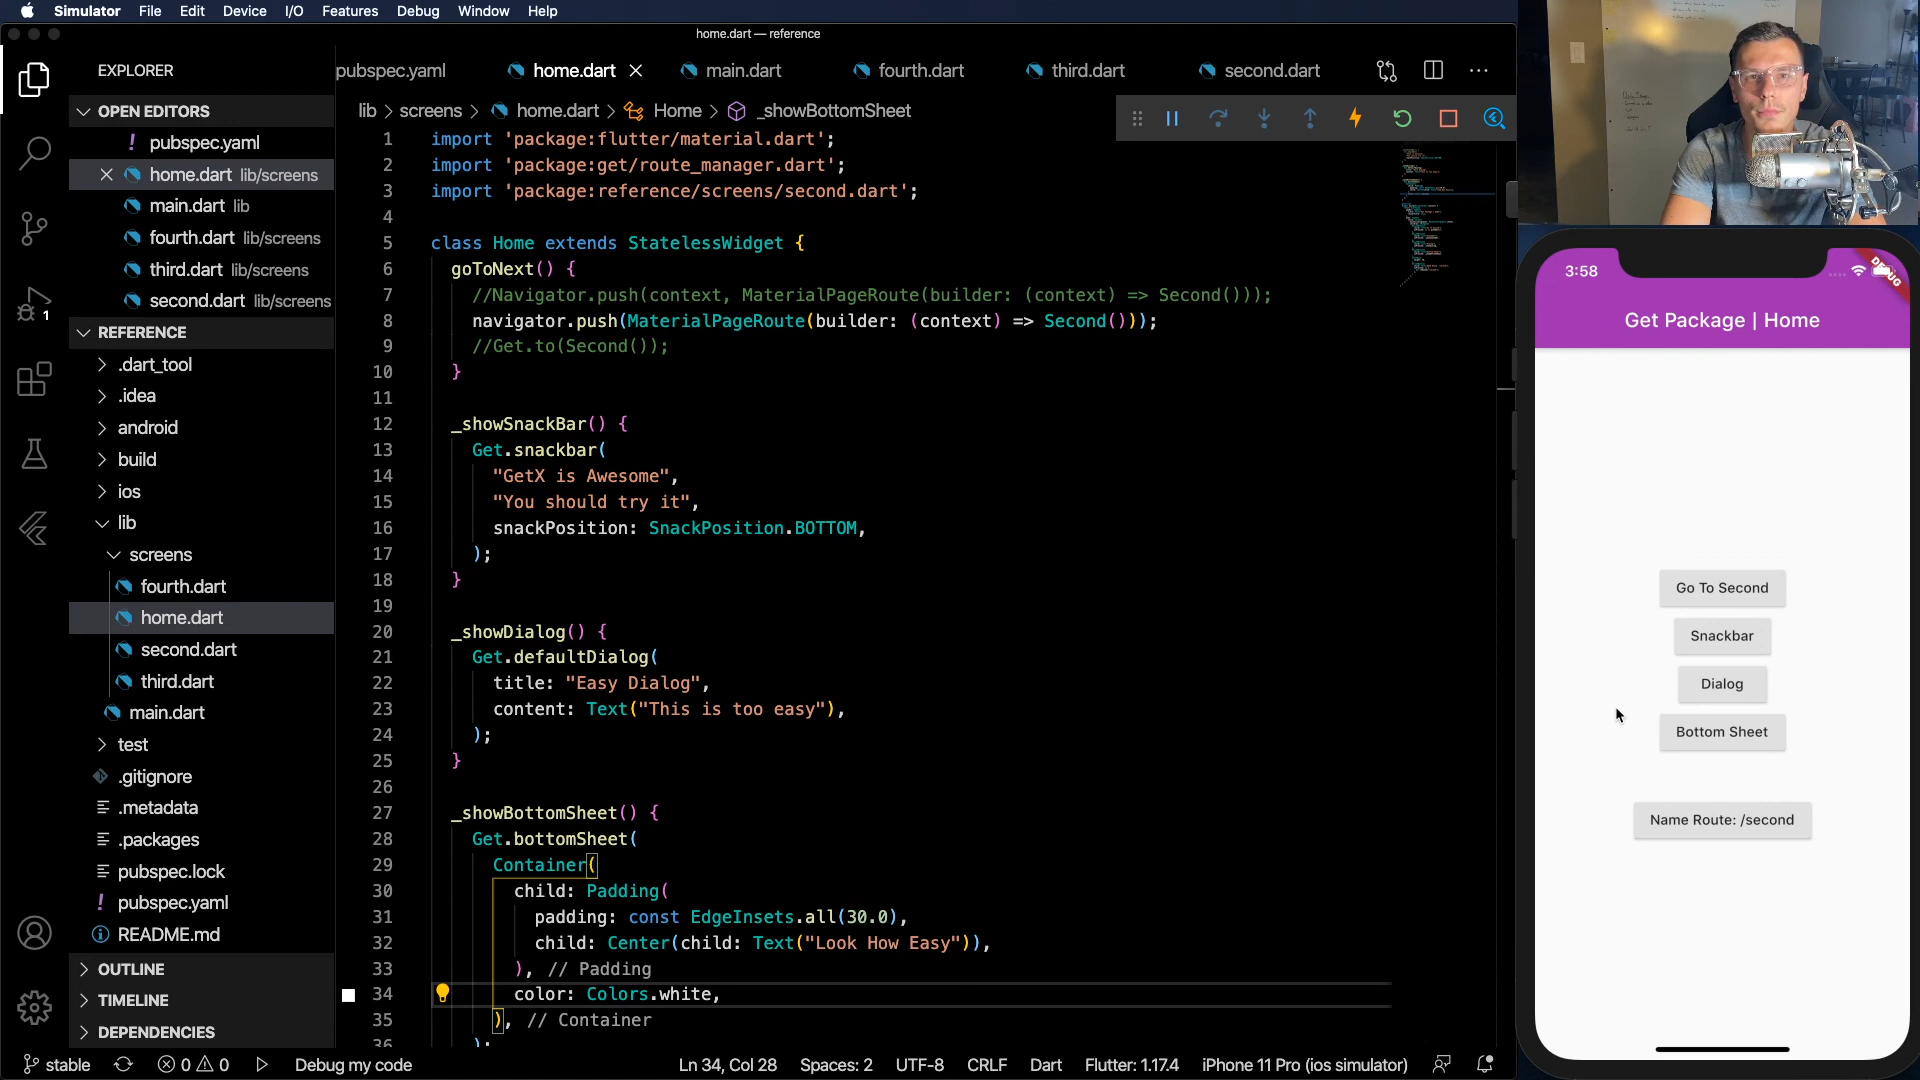 Simulator File Edit Device I/O Features Debug Window Help
home.dart — reference
EXPLORER
pubspec.yaml
home.dart
main.dart
fourth.dart
third.dart
second.dart
lib > screens > home.dart > Home > _showBottomSheet
OPEN EDITORS
! pubspec.yaml
home.dart lib/screens
main.dart lib
fourth.dart lib/screens
third.dart lib/screens
second.dart lib/screens
REFERENCE
.dart_tool
.idea
android
build
ios
lib
screens
fourth.dart
home.dart
second.dart
third.dart
main.dart
test
.gitignore
.metadata
.packages
pubspec.lock
! pubspec.yaml
README.md
OUTLINE
TIMELINE
DEPENDENCIES
1
1 import 'package:flutter/material.dart';
2 import 'package:get/route_manager.dart';
3 import 'package:reference/screens/second.dart';
4
5 class Home extends StatelessWidget {
6 goToNext() {
7 //Navigator.push(context, MaterialPageRoute(builder: (context) => Second()));
8 navigator.push(MaterialPageRoute(builder: (context) => Second()));
9 //Get.to(Second());
10 }
11
12 _showSnackBar() {
13 Get.snackbar(
14 "GetX is Awesome",
15 "You should try it",
16 snackPosition: SnackPosition.BOTTOM,
17 );
18 }
19
20 _showDialog() {
21 Get.defaultDialog(
22 title: "Easy Dialog",
23 content: Text("This is too easy"),
24 );
25 }
26
27 _showBottomSheet() {
28 Get.bottomSheet(
29 Container(
30 child: Padding(
31 padding: const EdgeInsets.all(30.0),
32 child: Center(child: Text("Look How Easy")),
33 ), // Padding
34 color: Colors.white,
35 ), // Container
36 );
stable
0 0
Debug my code
Ln 34, Col 28 Spaces: 2 UTF-8 CRLF Dart Flutter: 1.17.4 iPhone 11 Pro (ios simulator)
3:58
DEBUG
Get Package | Home
Go To Second
Snackbar
Dialog
Bottom Sheet
Name Route: /second